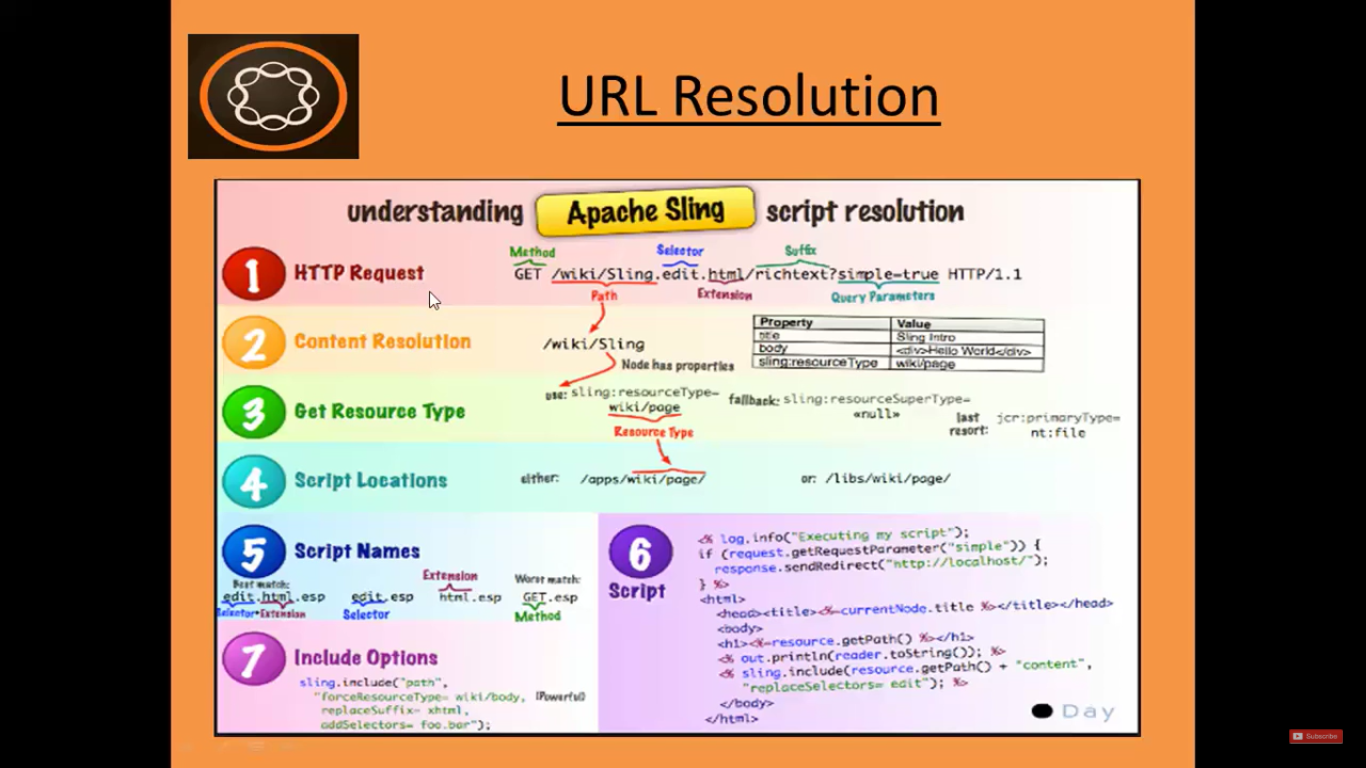 URL Resolution
understanding Apache Sling script resolution
1 HTTP Request
Method Selector Suffix
GET /wiki/Sling.edit.html/richtext?simple=true HTTP/1.1
Path Extension Query Parameters
2 Content Resolution
/wiki/Sling
Node has properties
Property Value
title Sling Intro
body <div>Hello World</div>
sling:resourceType wiki/page
3 Get Resource Type
use: sling:resourceType=
wiki/page
Resource Type
fallback: sling:resourceSuperType=
«null»
last resort: jcr:primaryType=
nt:file
4 Script Locations
either: /apps/wiki/page/ or: /libs/wiki/page/
5 Script Names
Best match: Extension Worst match:
edit.html.esp edit.esp html.esp GET.esp
Selector+Extension Selector Method
6 Script
<% log.info("Executing my script");
if (request.getRequestParameter("simple")) {
response.sendRedirect("http://localhost/");
} %>
<html>
<head><title><%=currentNode.title %></title></head>
<body>
<h1><%=resource.getPath() %></h1>
<% out.println(reader.toString()); %>
<% sling.include(resource.getPath() + "content",
"replaceSelectors= edit"); %>
</body>
</html>
7 Include Options
sling.include("path",
"forceResourceType= wiki/body, (Powerful)
replaceSuffix= xhtml,
addSelectors= foo.bar");
Day
Subscribe